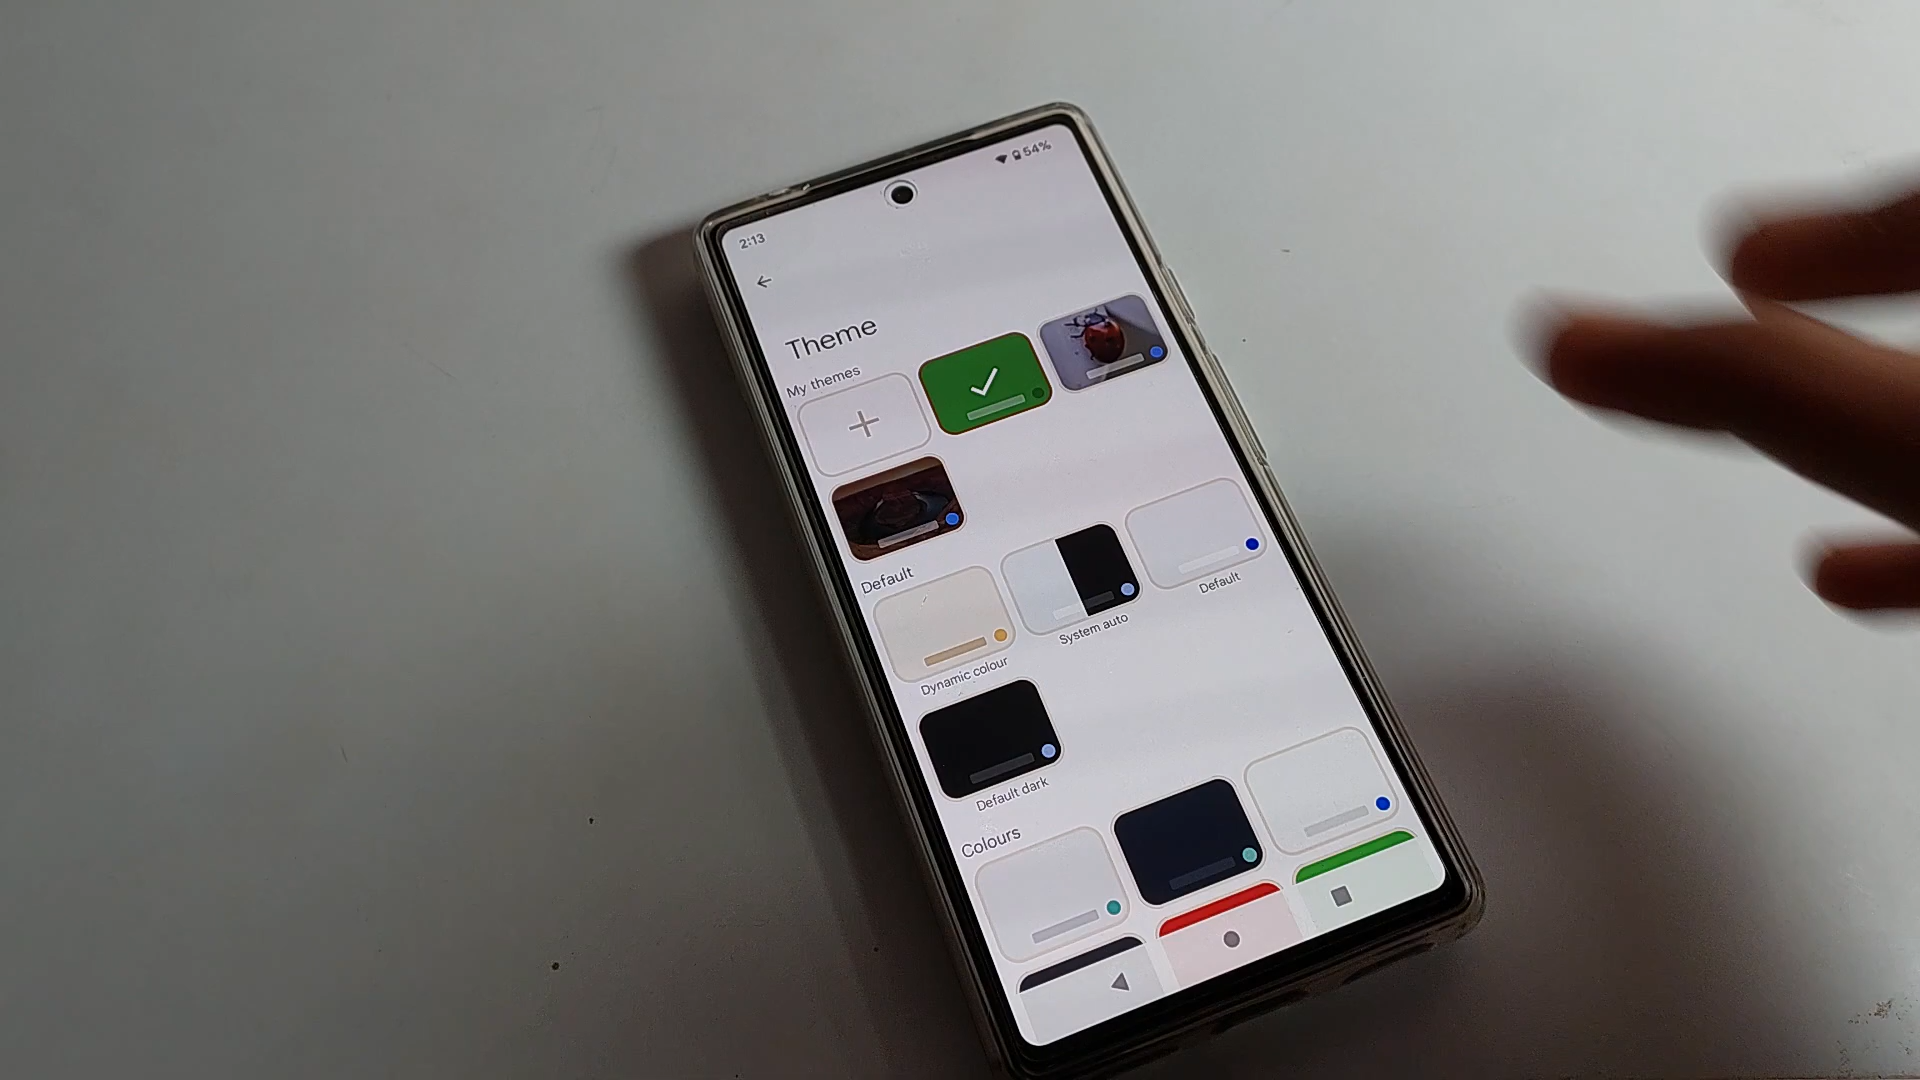 54%
2:13
Theme
My themes
Default
Dynamic colour
System auto
Default
Default dark
Colours